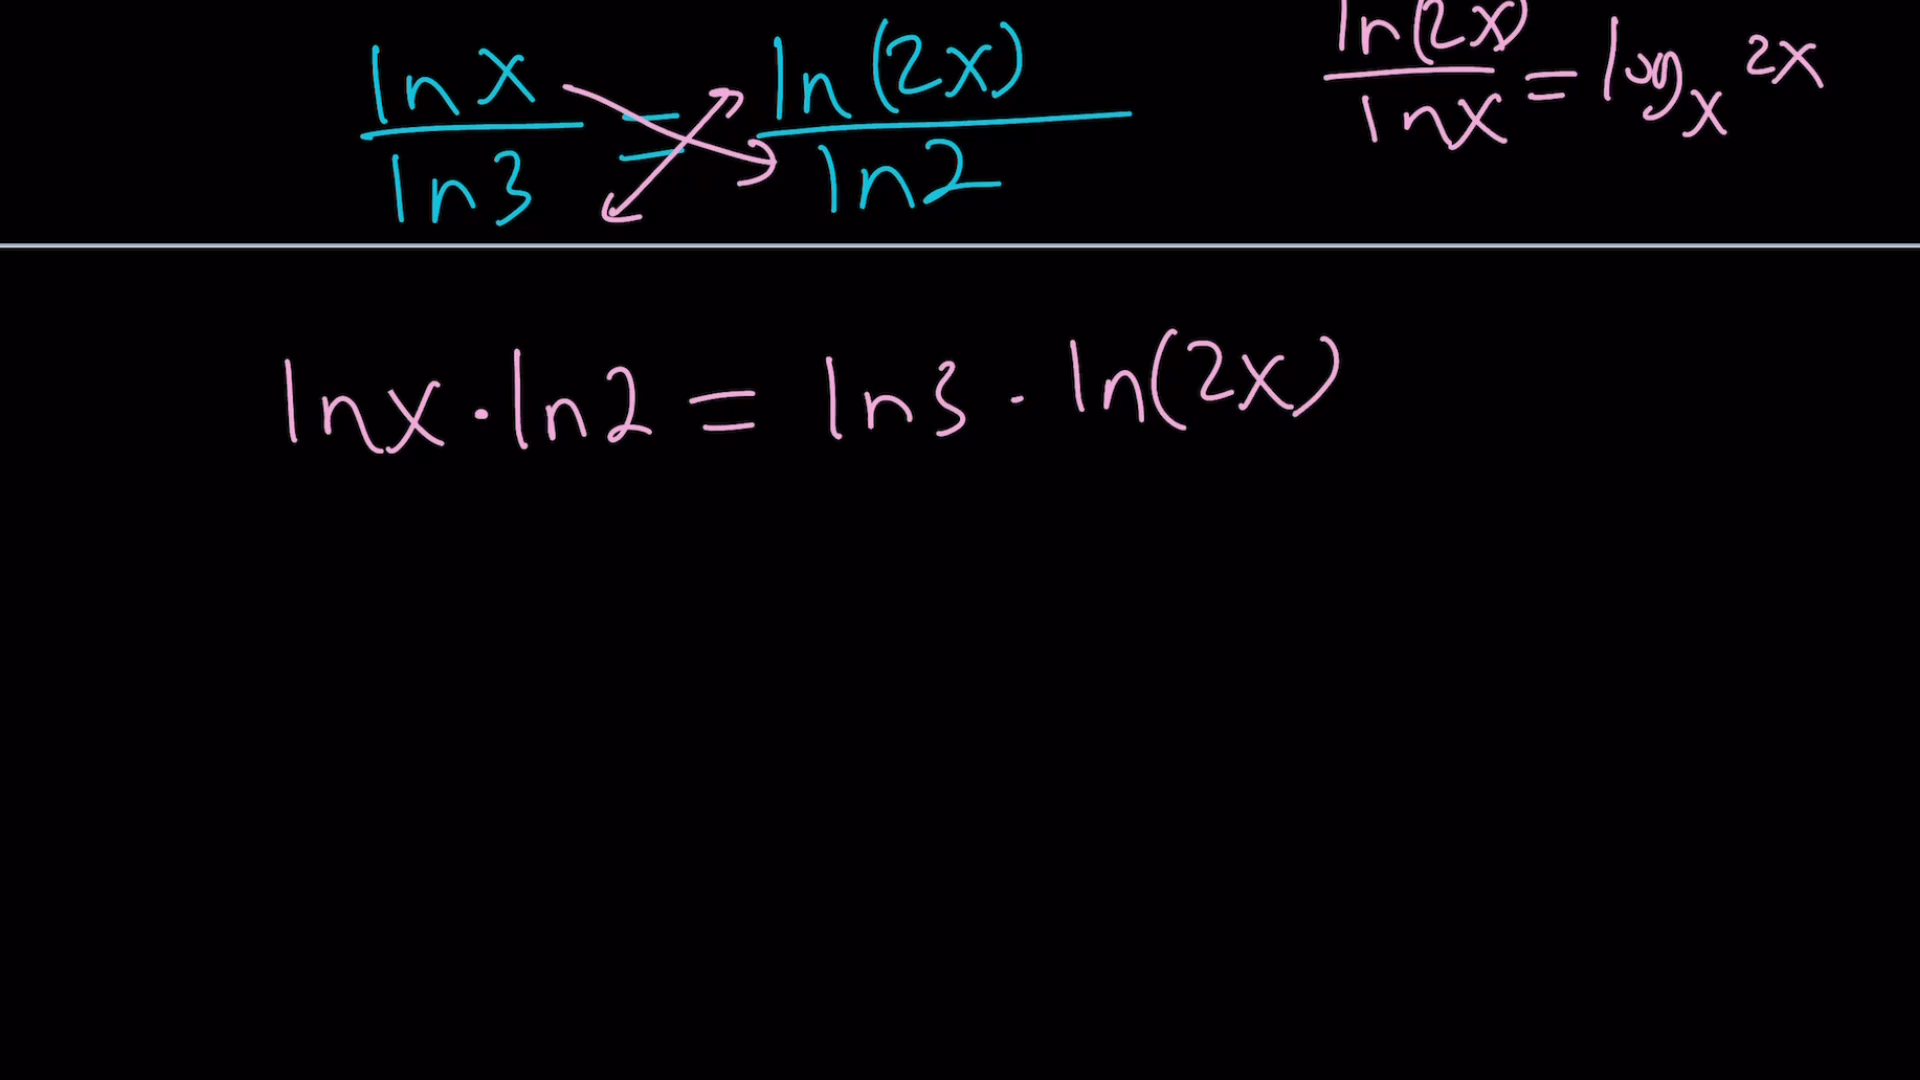 ln x / ln 3 = ln(2x) / ln 2
ln(2x) / ln x = log_x 2x
ln x · ln 2 = ln 3 · ln(2x)